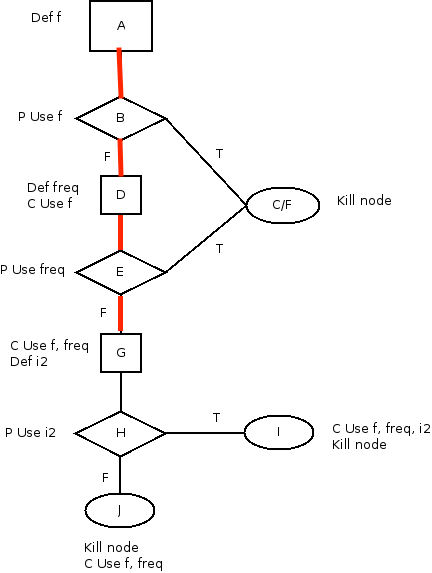 Def f
A
P Use f
B
T
F
Def freq
C Use f
D
C/F
Kill node
P Use freq
E
T
F
C Use f, freq
Def i2
G
P Use i2
H
T
I
C Use f, freq, i2
Kill node
F
J
Kill node
C Use f, freq